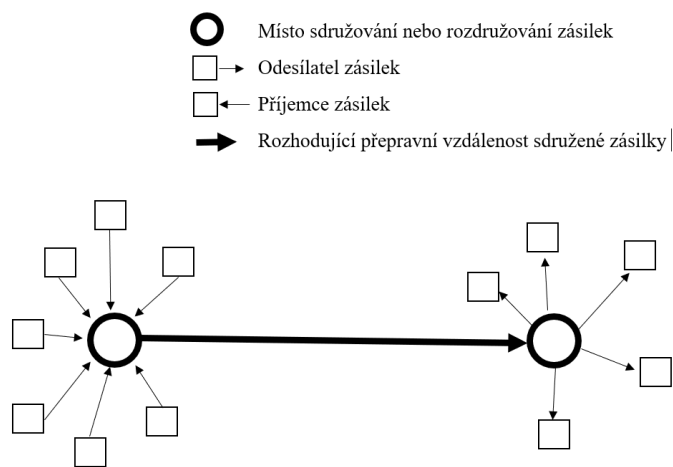 Místo sdružování nebo rozdružování zásilek
Odesílatel zásilek
Příjemce zásilek
Rozhodující přepravní vzdálenost sdružené zásilky